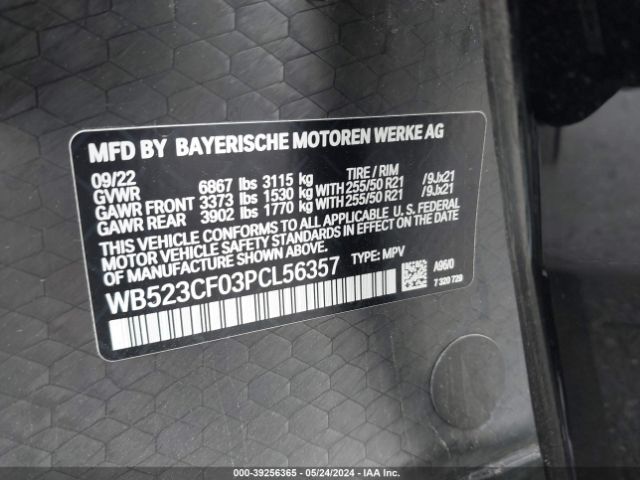 MFD BY BAYERISCHE MOTOREN WERKE AG
09/22 TIRE / RIM
GVWR 6867 lbs 3115 kg
GAWR FRONT 3373 lbs 1530 kg WITH 255/50 R21 /9Jx21
GAWR REAR 3902 lbs 1770 kg WITH 255/50 R21 /9Jx21
THIS VEHICLE CONFORMS TO ALL APPLICABLE U. S. FEDERAL
MOTOR VEHICLE SAFETY STANDARDS IN EFFECT ON THE DATE
OF MANUFACTURE SHOWN ABOVE.
WB523CF03PCL56357 TYPE: MPV
A96/0
7 320 729
000-39256365 - 05/24/2024 - IAA Inc.